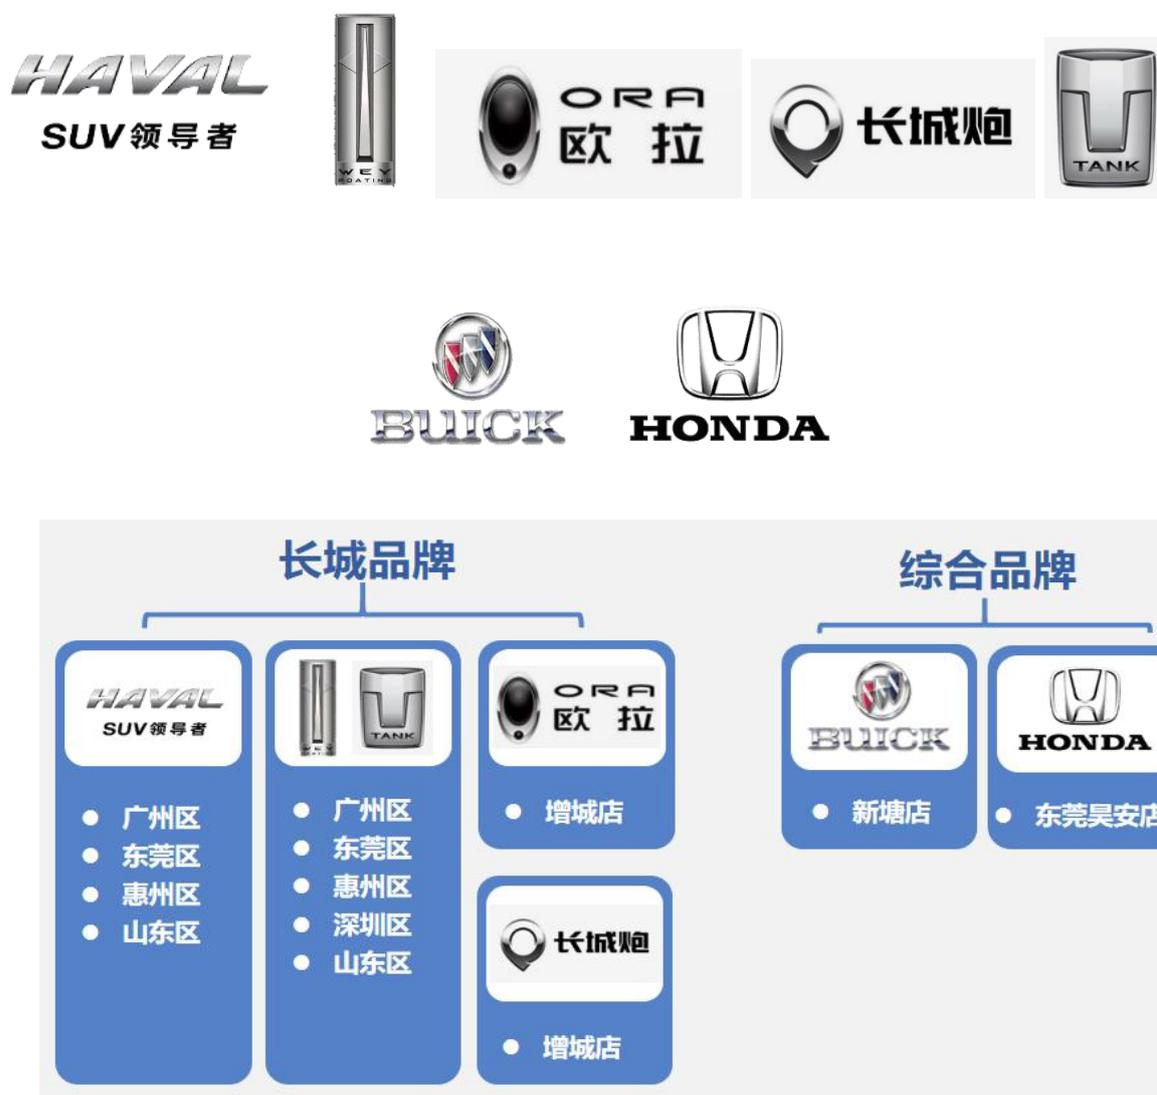 HAVAL
SUV领导者
WEY
ORA
欧拉
长城炮
TANK
BUICK
HONDA
长城品牌
HAVAL
SUV领导者
广州区
东莞区
惠州区
山东区
WEY
TANK
广州区
东莞区
惠州区
深圳区
山东区
ORA
欧拉
增城店
长城炮
增城店
综合品牌
BUICK
新塘店
HONDA
东莞昊安店